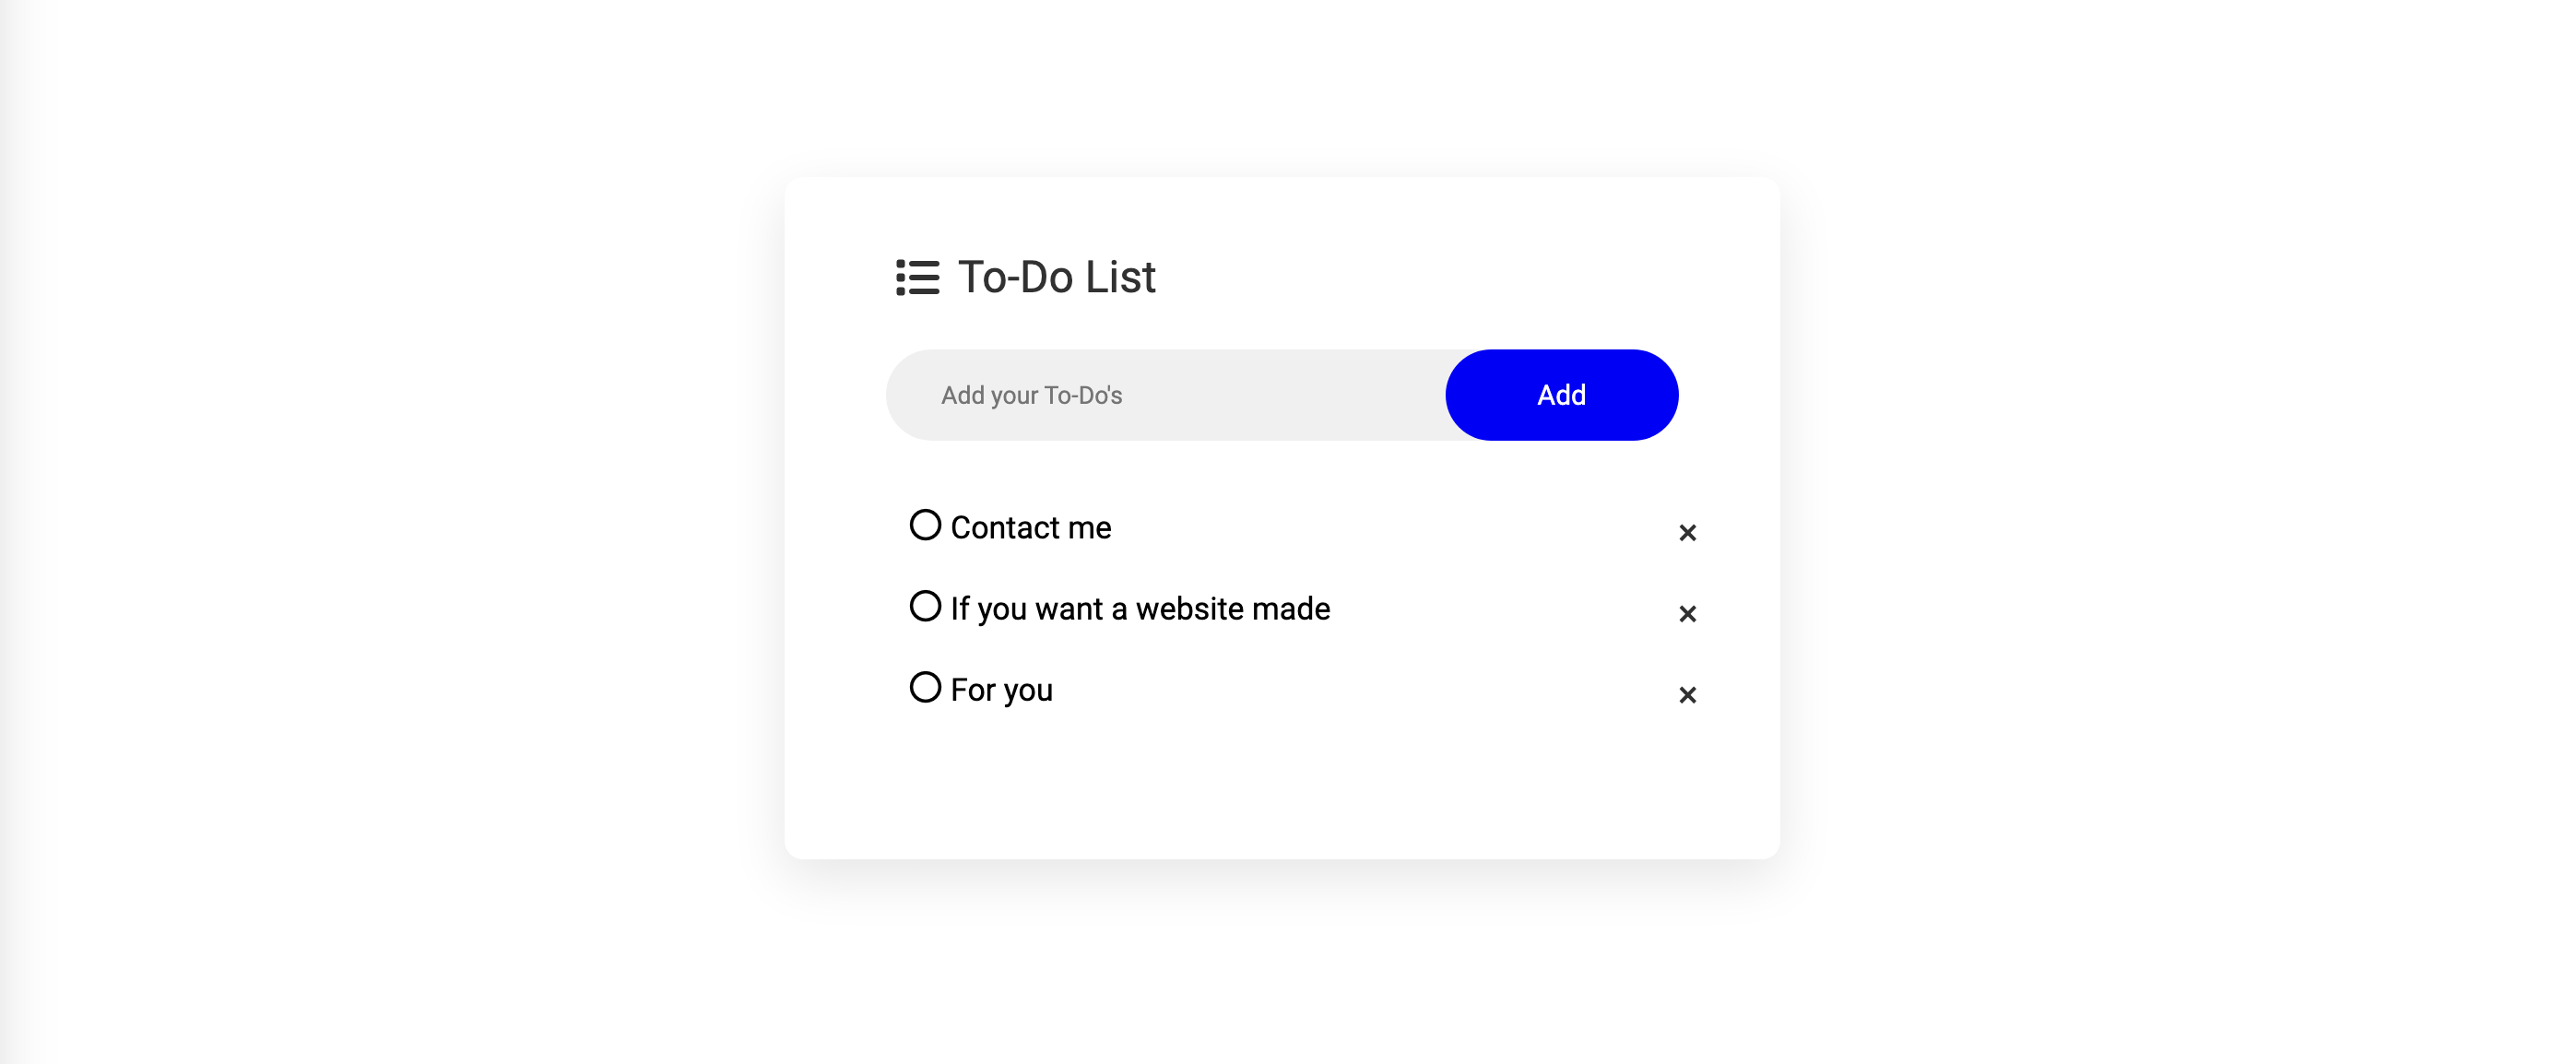 To-Do List
Add your To-Do's
Add
Contact me
If you want a website made
For you